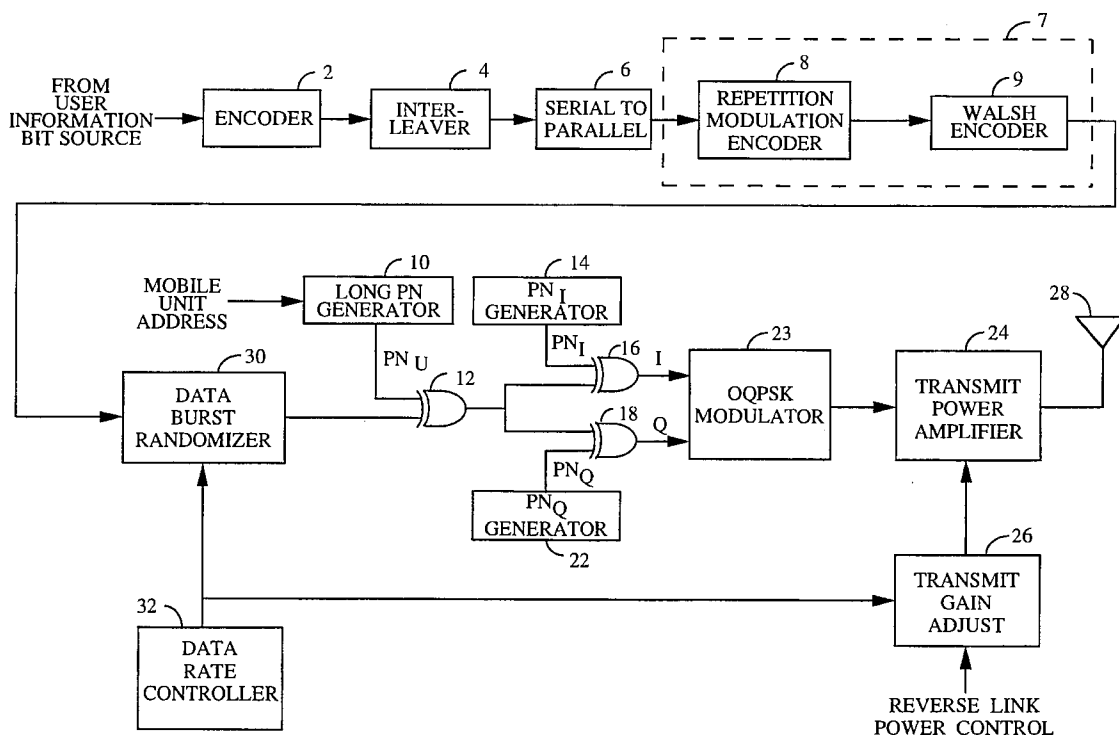 7
2
4
6
8
9
FROM
USER
INFORMATION
BIT SOURCE
ENCODER
INTER-
LEAVER
SERIAL TO
PARALLEL
REPETITION
MODULATION
ENCODER
WALSH
ENCODER
10
14
MOBILE
UNIT
ADDRESS
LONG PN
GENERATOR
PN I
GENERATOR
28
30
PN U
12
PN I
16
I
23
24
DATA
BURST
RANDOMIZER
18
Q
OQPSK
MODULATOR
TRANSMIT
POWER
AMPLIFIER
PN Q
PN Q
GENERATOR
22
26
32
DATA
RATE
CONTROLLER
TRANSMIT
GAIN
ADJUST
REVERSE LINK
POWER CONTROL